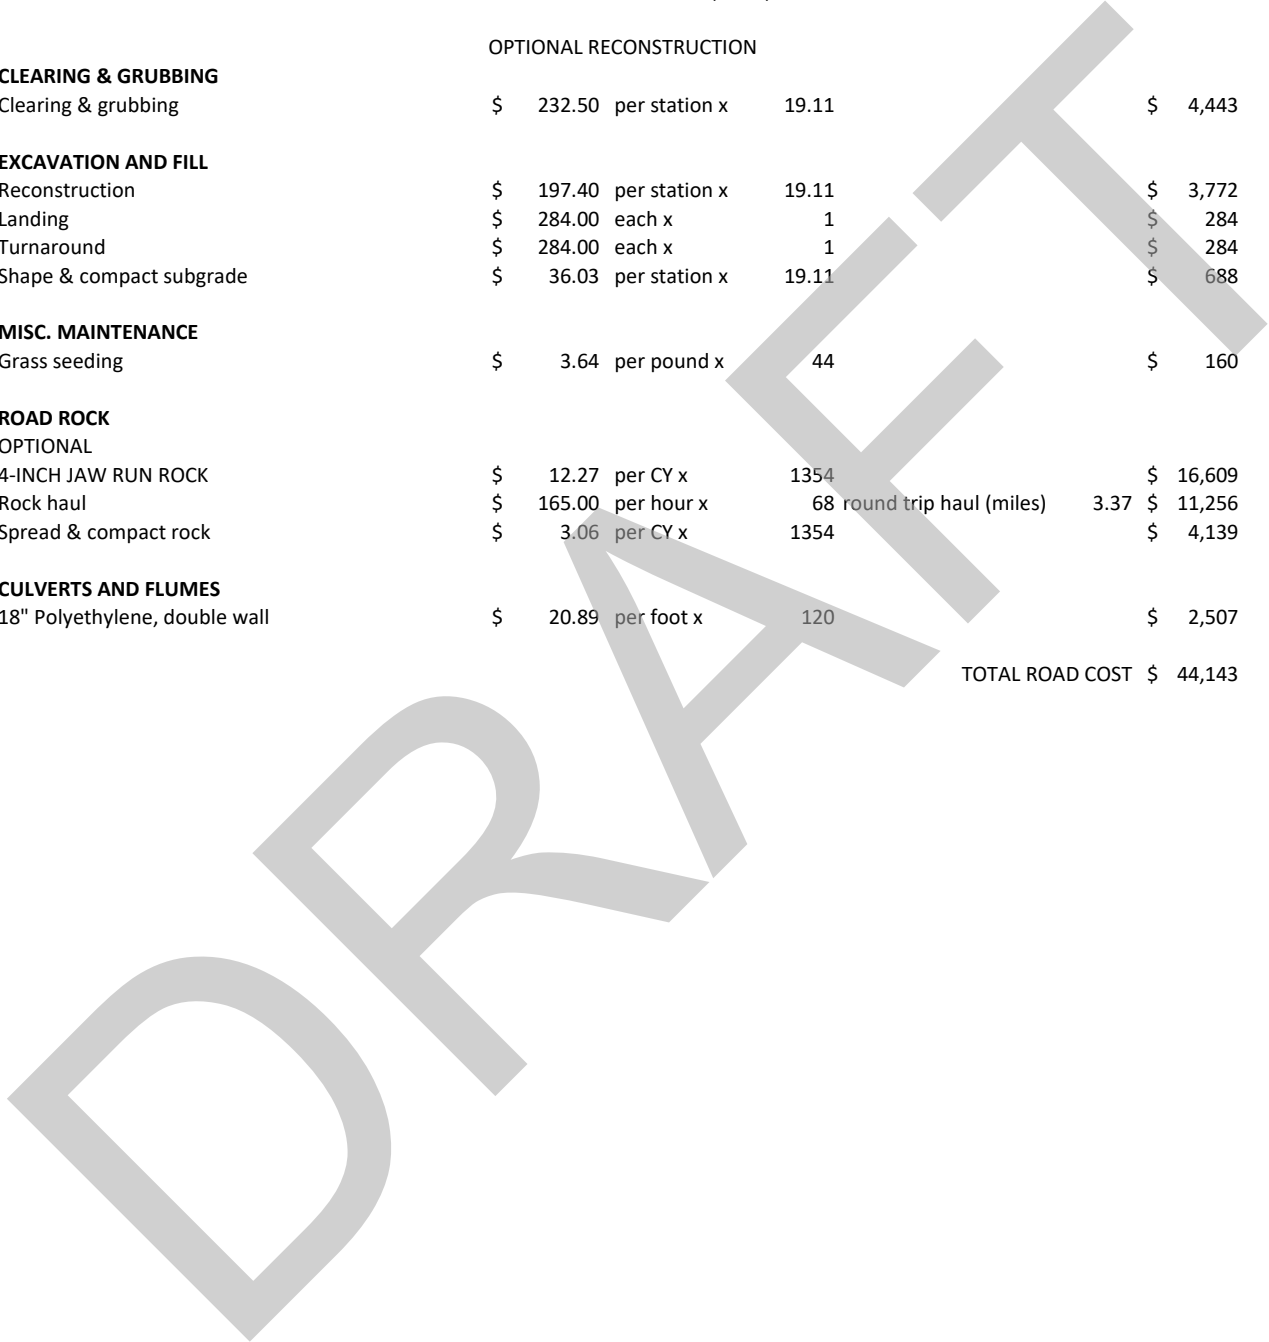 OPTIONAL RECONSTRUCTION
CLEARING & GRUBBING
Clearing & grubbing $ 232.50 per station x 19.11 $ 4,443
EXCAVATION AND FILL
Reconstruction $ 197.40 per station x 19.11 $ 3,772
Landing $ 284.00 each x 1 $ 284
Turnaround $ 284.00 each x 1 $ 284
Shape & compact subgrade $ 36.03 per station x 19.11 $ 688
MISC. MAINTENANCE
Grass seeding $ 3.64 per pound x 44 $ 160
ROAD ROCK
OPTIONAL
4-INCH JAW RUN ROCK $ 12.27 per CY x 1354 $ 16,609
Rock haul $ 165.00 per hour x 68 round trip haul (miles) 3.37 $ 11,256
Spread & compact rock $ 3.06 per CY x 1354 $ 4,139
CULVERTS AND FLUMES
18" Polyethylene, double wall $ 20.89 per foot x 120 $ 2,507
TOTAL ROAD COST $ 44,143
DRAFT